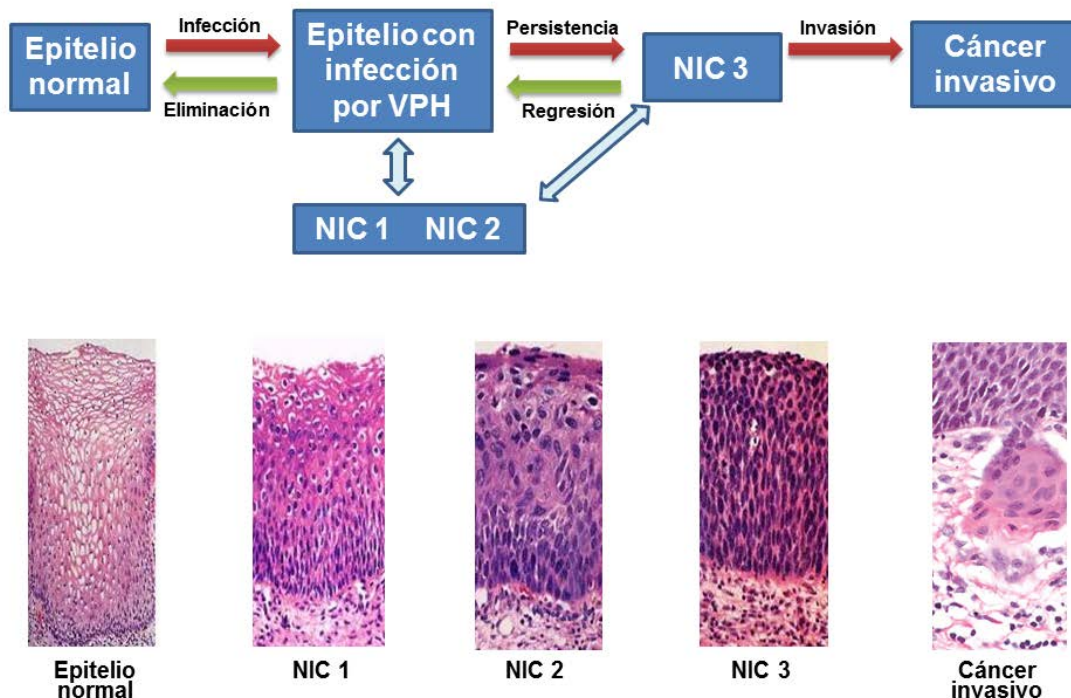 Epitelio
normal
Infección
Eliminación
Epitelio con
infección
por VPH
Persistencia
Regresión
NIC 3
Invasión
Cáncer
invasivo
NIC 1 NIC 2
Epitelio
normal
NIC 1
NIC 2
NIC 3
Cáncer
invasivo